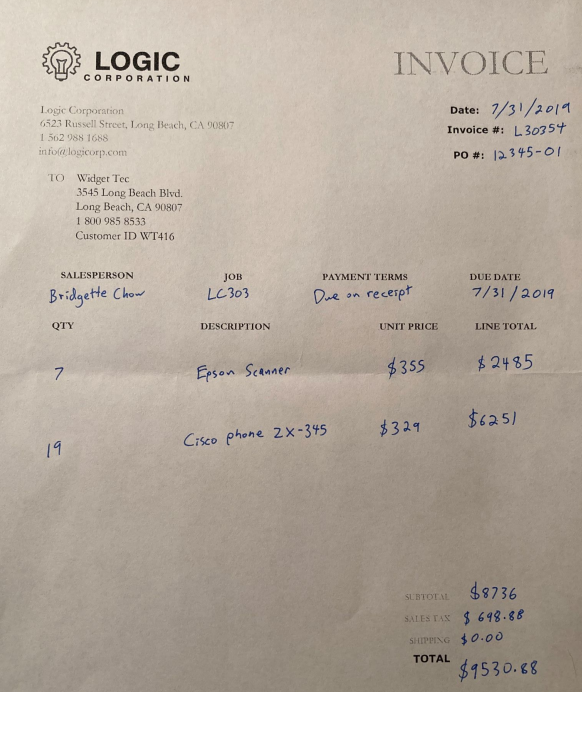 LOGIC
CORPORATION
INVOICE
Logic Corporation
6523 Russell Street, Long Beach, CA 90807
1 562 988 1688
info@logicorp.com
Date: 7/31/2019
Invoice #: L30354
PO #: 12345-01
TO Widget Tec
3545 Long Beach Blvd.
Long Beach, CA 90807
1 800 985 8533
Customer ID WT416
SALESPERSON JOB PAYMENT TERMS DUE DATE
Bridgette Chow LC303 Due on receipt 7/31/2019
QTY DESCRIPTION UNIT PRICE LINE TOTAL
7 Epson Scanner $355 $2485
19 Cisco phone ZX-345 $329 $6251
SUBTOTAL $8736
SALES TAX $698.88
SHIPPING $0.00
TOTAL $9530.88